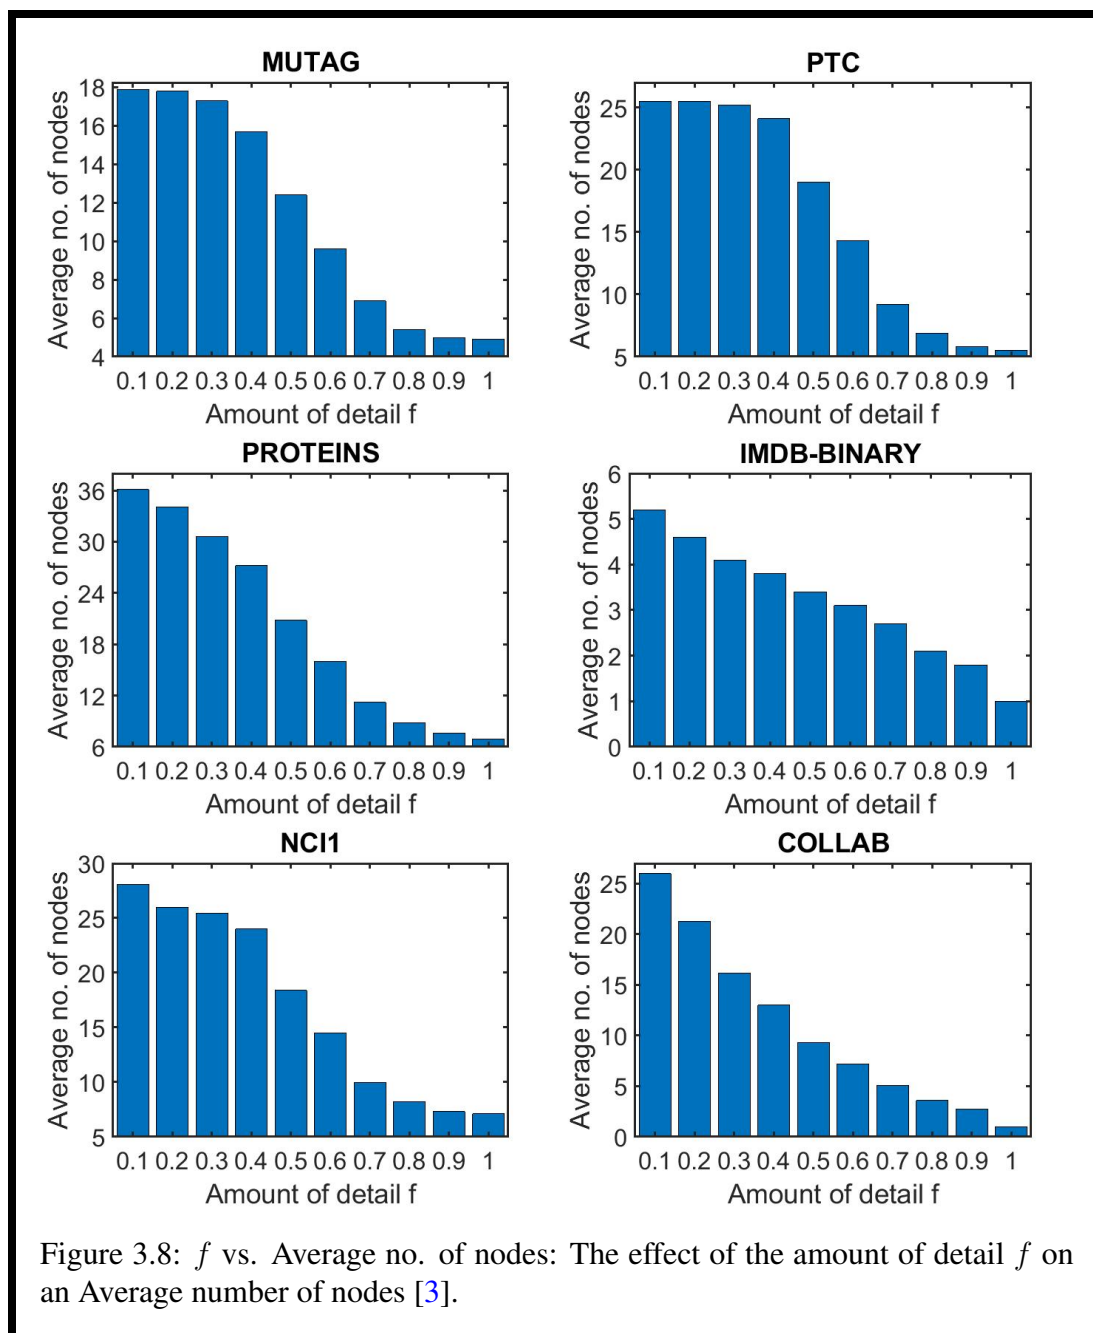 MUTAG
Average no. of nodes
18
16
14
12
10
8
6
4
0.1 0.2 0.3 0.4 0.5 0.6 0.7 0.8 0.9 1
Amount of detail f
PTC
Average no. of nodes
25
20
15
10
5
0.1 0.2 0.3 0.4 0.5 0.6 0.7 0.8 0.9 1
Amount of detail f
PROTEINS
Average no. of nodes
36
30
24
18
12
6
0.1 0.2 0.3 0.4 0.5 0.6 0.7 0.8 0.9 1
Amount of detail f
IMDB-BINARY
Average no. of nodes
6
5
4
3
2
1
0
0.1 0.2 0.3 0.4 0.5 0.6 0.7 0.8 0.9 1
Amount of detail f
NCI1
Average no. of nodes
30
25
20
15
10
5
0.1 0.2 0.3 0.4 0.5 0.6 0.7 0.8 0.9 1
Amount of detail f
COLLAB
Average no. of nodes
25
20
15
10
5
0
0.1 0.2 0.3 0.4 0.5 0.6 0.7 0.8 0.9 1
Amount of detail f
Figure 3.8: f vs. Average no. of nodes: The effect of the amount of detail f on
an Average number of nodes [3].